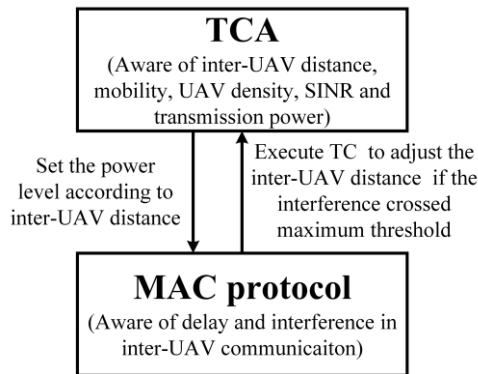 TCA
(Aware of inter-UAV distance,
mobility, UAV density, SINR and
transmission power)
Set the power
level according to
inter-UAV distance
Execute TC to adjust the
inter-UAV distance if the
interference crossed
maximum threshold
MAC protocol
(Aware of delay and interference in
inter-UAV communicaiton)